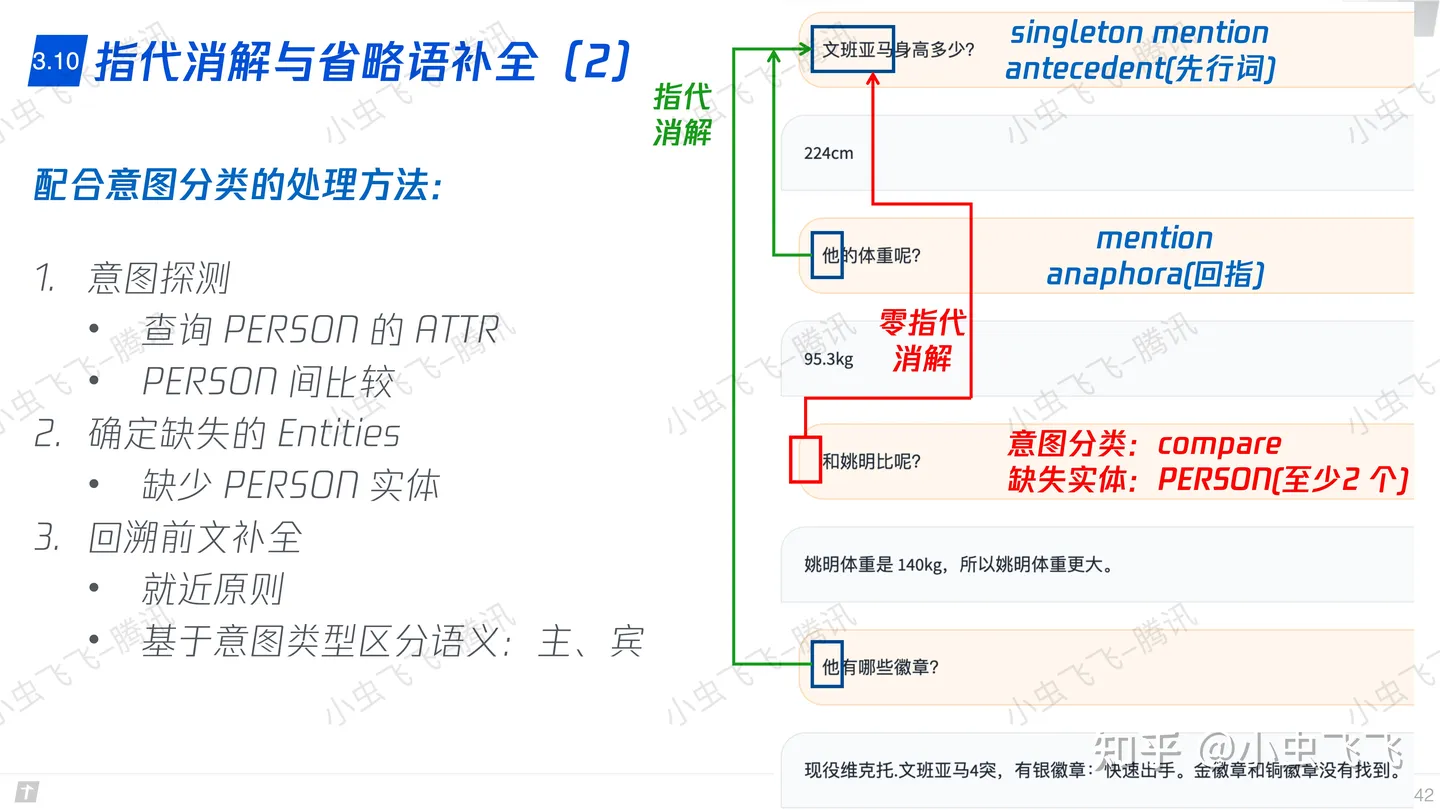 3.10 指代消解与省略语补全（2）
配合意图分类的处理方法:
1. 意图探测
• 查询 PERSON 的 ATTR
• PERSON 间比较
2. 确定缺失的 Entities
• 缺少 PERSON 实体
3. 回溯前文补全
• 就近原则
• 基于意图类型区分语义：主、宾
指代
消解
文班亚马身高多少?
singleton mention
antecedent(先行词)
224cm
他的体重呢?
mention
anaphora(回指)
零指代
消解
95.3kg
和姚明比呢?
意图分类：compare
缺失实体：PERSON(至少2 个)
姚明体重是 140kg，所以姚明体重更大。
他有哪些徽章?
现役维克托.文班亚马4突，有银徽章：快速出手。金徽章和铜徽章没有找到。
知乎 @小虫飞飞
42
小虫飞飞-腾讯